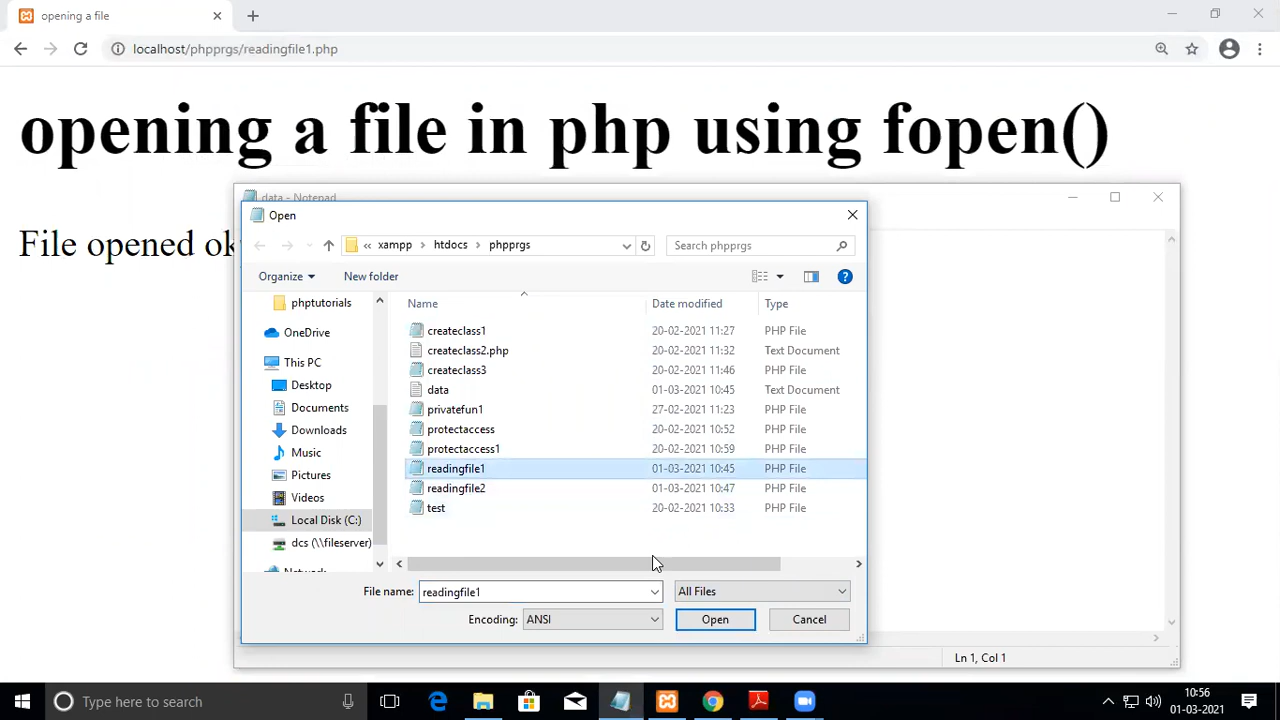 opening a file
localhost/phpprgs/readingfile1.php
opening a file in php using fopen()
File opened ok
data - Notepad
Open
« xampp › htdocs › phpprgs
Search phpprgs
Organize
New folder
Name Date modified Type
phptutorials
OneDrive
This PC
Desktop
Documents
Downloads
Music
Pictures
Videos
Local Disk (C:)
dcs (\\fileserver)
Network
createclass1 20-02-2021 11:27 PHP File
createclass2.php 20-02-2021 11:32 Text Document
createclass3 20-02-2021 11:46 PHP File
data 01-03-2021 10:45 Text Document
privatefun1 27-02-2021 11:23 PHP File
protectaccess 20-02-2021 10:52 PHP File
protectaccess1 20-02-2021 10:59 PHP File
readingfile1 01-03-2021 10:45 PHP File
readingfile2 01-03-2021 10:47 PHP File
test 20-02-2021 10:33 PHP File
File name: readingfile1 All Files
Encoding: ANSI Open Cancel
Ln 1, Col 1
Type here to search
10:56
01-03-2021